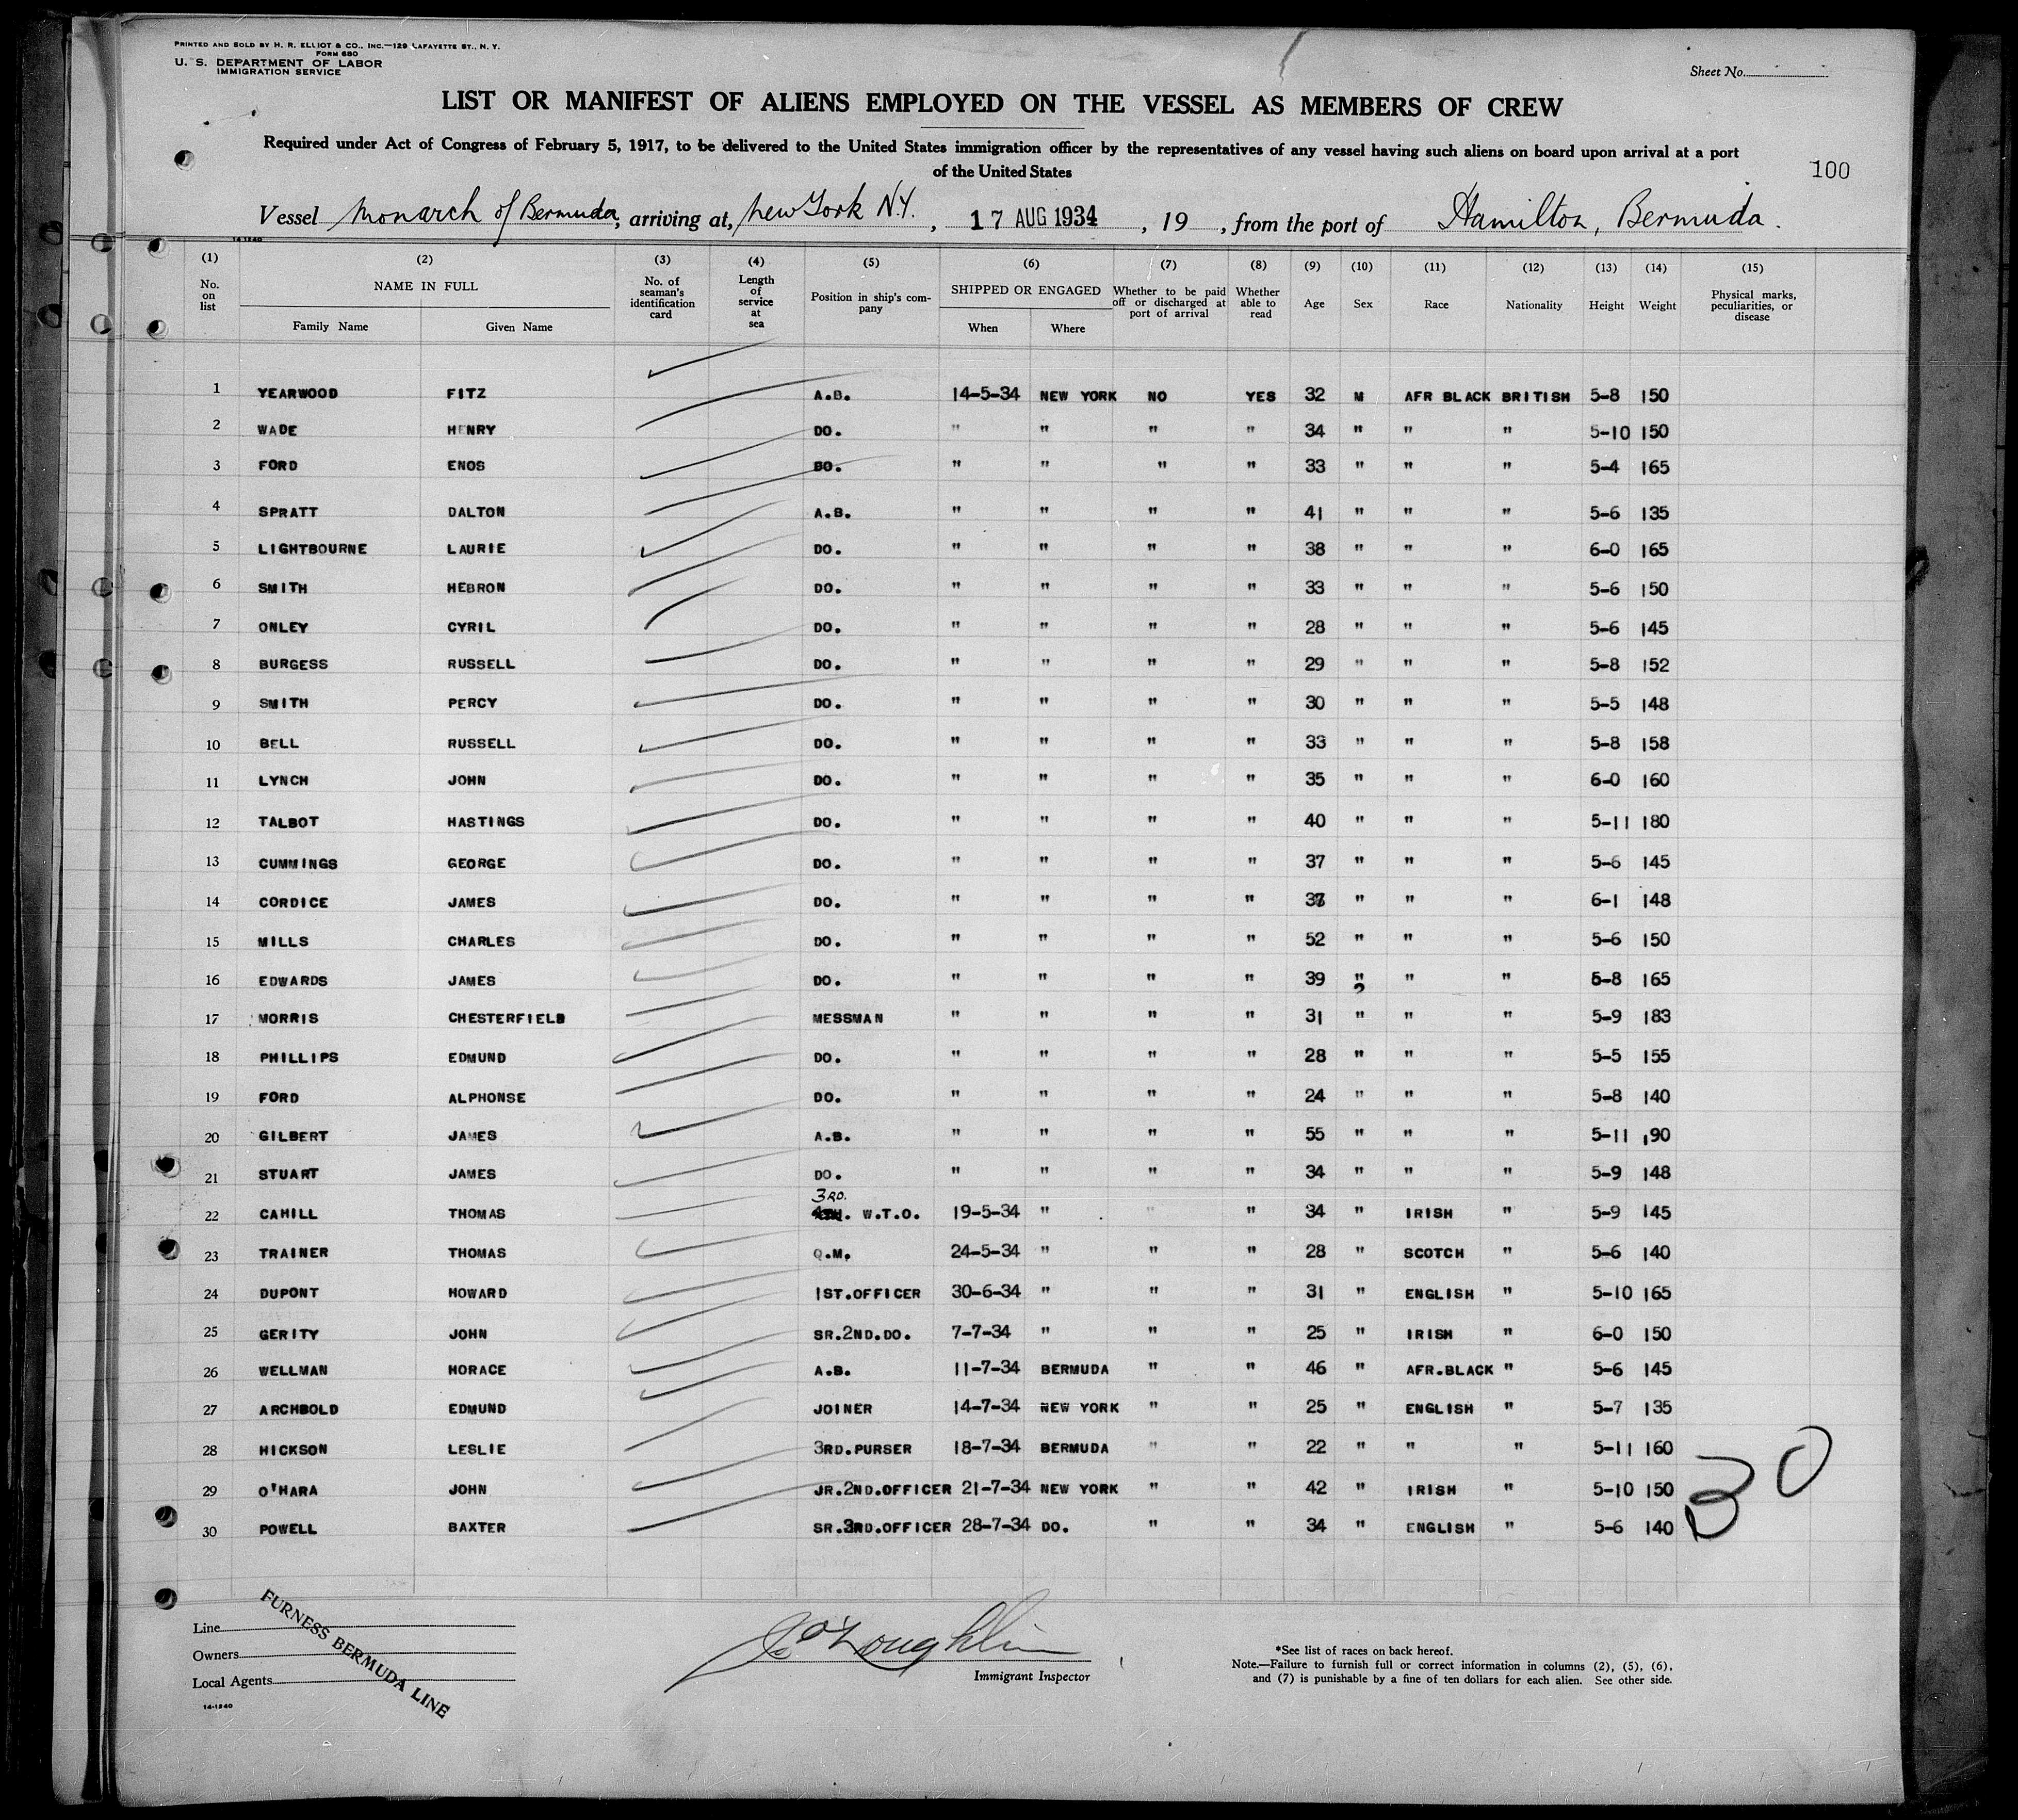 PRINTED AND SOLD BY H. R. ELLIOT & CO., INC.—129 LAFAYETTE ST., N. Y.
FORM 680
U. S. DEPARTMENT OF LABOR
IMMIGRATION SERVICE
Sheet No.
LIST OR MANIFEST OF ALIENS EMPLOYED ON THE VESSEL AS MEMBERS OF CREW
Required under Act of Congress of February 5, 1917, to be delivered to the United States immigration officer by the representatives of any vessel having such aliens on board upon arrival at a port
of the United States
100
Vessel Monarch of Bermuda, arriving at, New York N.Y., 17 AUG 1934, 19 , from the port of Hamilton, Bermuda.
14-1240
(1) No. on list (2) NAME IN FULL Family Name Given Name (3) No. of seaman's identification card (4) Length of service at sea (5) Position in ship's company (6) SHIPPED OR ENGAGED When Where (7) Whether to be paid off or discharged at port of arrival (8) Whether able to read (9) Age (10) Sex (11) Race (12) Nationality (13) Height (14) Weight (15) Physical marks, peculiarities, or disease
1 YEARWOOD FITZ A.B. 14-5-34 NEW YORK NO YES 32 M AFR BLACK BRITISH 5-8 150
2 WADE HENRY DO. " " " " 34 " " " 5-10 150
3 FORD ENOS BO. " " " " 33 " " " 5-4 165
4 SPRATT DALTON A.B. " " " " 41 " " " 5-6 135
5 LIGHTBOURNE LAURIE DO. " " " " 38 " " " 6-0 165
6 SMITH HEBRON DO. " " " " 33 " " " 5-6 150
7 ONLEY CYRIL DO. " " " " 28 " " " 5-6 145
8 BURGESS RUSSELL DO. " " " " 29 " " " 5-8 152
9 SMITH PERCY DO. " " " " 30 " " " 5-5 148
10 BELL RUSSELL DO. " " " " 33 " " " 5-8 158
11 LYNCH JOHN DO. " " " " 35 " " " 6-0 160
12 TALBOT HASTINGS DO. " " " " 40 " " " 5-11 180
13 CUMMINGS GEORGE DO. " " " " 37 " " " 5-6 145
14 CORDICE JAMES DO. " " " " " " " 6-1 148
15 MILLS CHARLES DO. " " " " 52 " " " 5-6 150
16 EDWARDS JAMES DO. " " " " 39 " " " 5-8 165
17 MORRIS CHESTERFIELD MESSMAN " " " " 31 " " " 5-9 183
18 PHILLIPS EDMUND DO. " " " " 28 " " " 5-5 155
19 FORD ALPHONSE DO. " " " " 24 " " " 5-8 140
20 GILBERT JAMES A.B. " " " " 55 " " " 5-11 190
21 STUART JAMES DO. " " " " 34 " " " 5-9 148
22 CAHILL THOMAS 3RD. W.T.O. 19-5-34 " " " 34 " IRISH " 5-9 145
23 TRAINER THOMAS Q.M. 24-5-34 " " " 28 " SCOTCH " 5-6 140
24 DUPONT HOWARD 1ST.OFFICER 30-6-34 " " " 31 " ENGLISH " 5-10 165
25 GERITY JOHN SR.2ND.DO. 7-7-34 " " " 25 " IRISH " 6-0 150
26 WELLMAN HORACE A.B. 11-7-34 BERMUDA " " 46 " AFR.BLACK " 5-6 145
27 ARCHBOLD EDMUND JOINER 14-7-34 NEW YORK " " 25 " ENGLISH " 5-7 135
28 HICKSON LESLIE 3RD.PURSER 18-7-34 BERMUDA " " 22 " " " 5-11 160
29 O'HARA JOHN JR.2ND.OFFICER 21-7-34 NEW YORK " " 42 " IRISH " 5-10 150
30 POWELL BAXTER SR.3RD.OFFICER 28-7-34 DO. " " 34 " ENGLISH " 5-6 140
30
Line
Owners
Local Agents
FURNESS BERMUDA LINE
14-1240
J O'Loughlin
Immigrant Inspector
*See list of races on back hereof.
Note.—Failure to furnish full or correct information in columns (2), (5), (6),
and (7) is punishable by a fine of ten dollars for each alien. See other side.